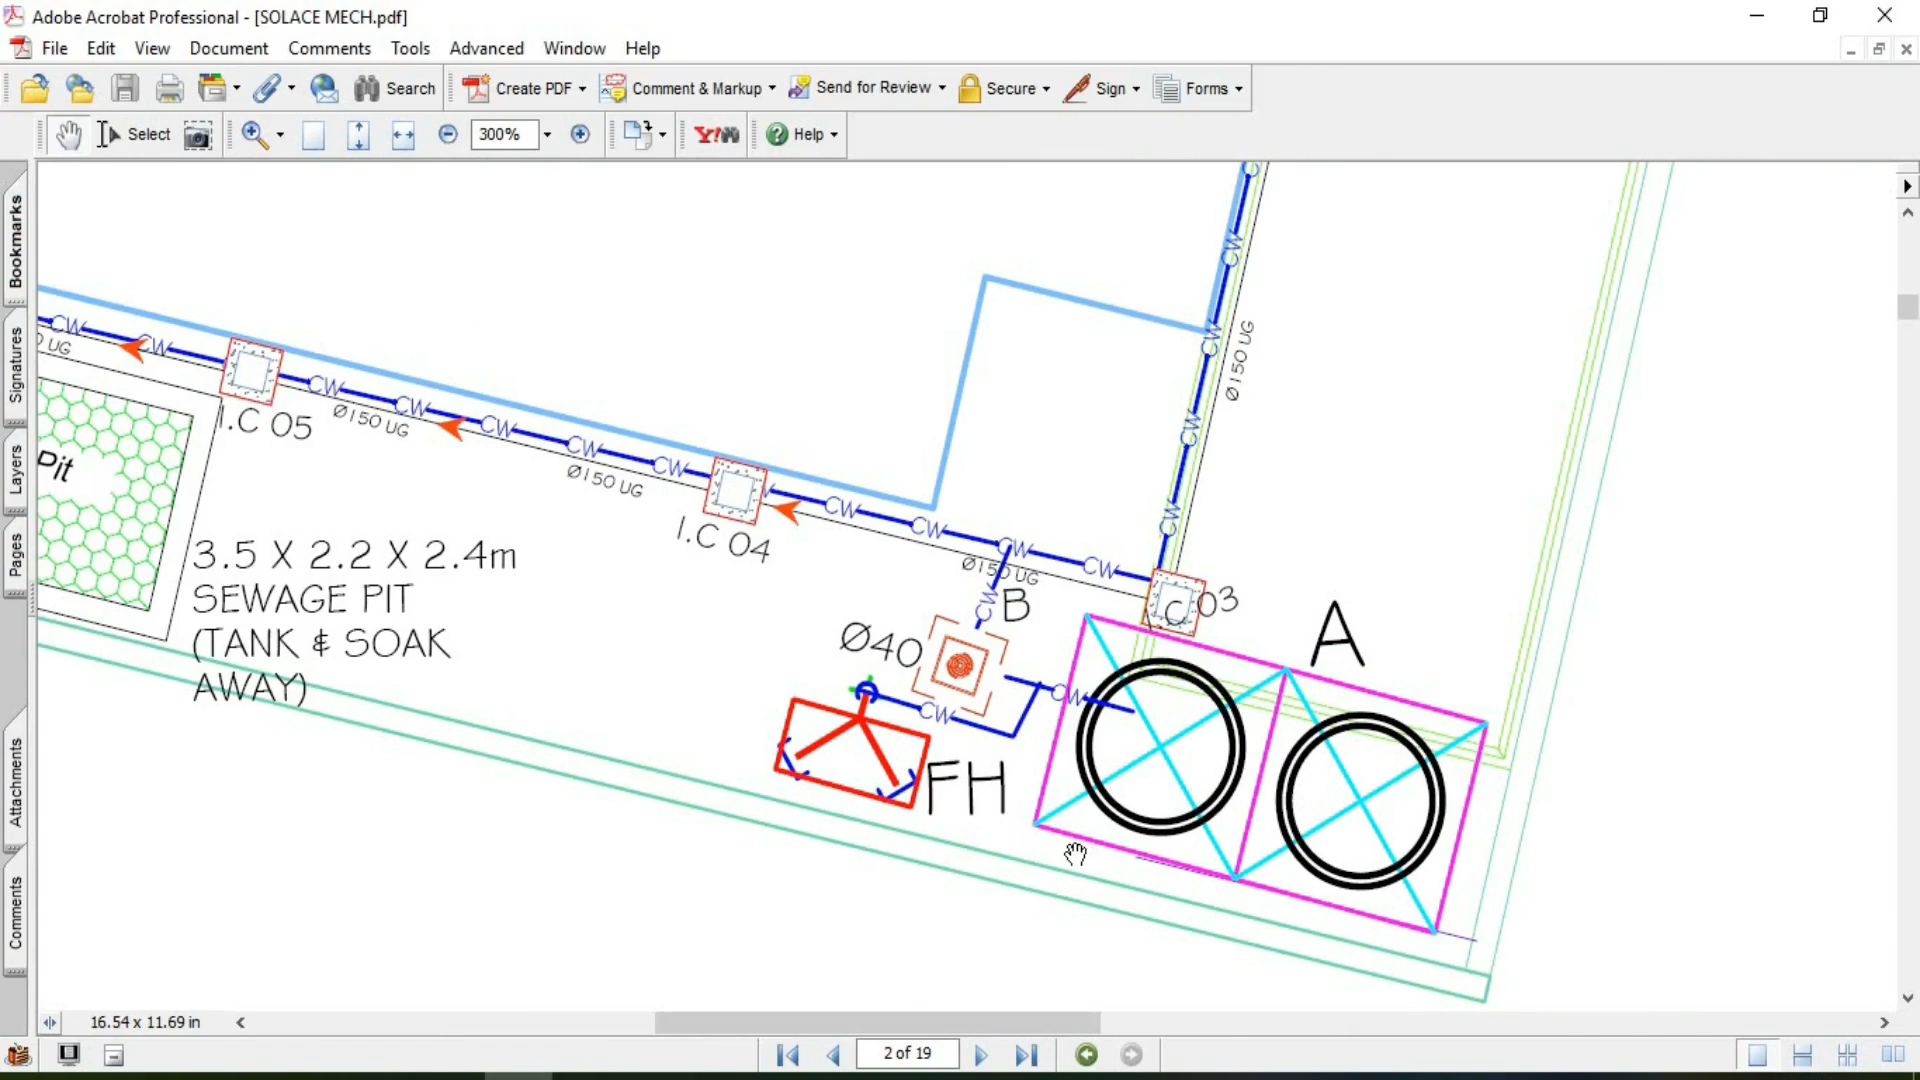 Adobe Acrobat Professional - [SOLACE MECH.pdf]
File Edit View Document Comments Tools Advanced Window Help
Search Create PDF Comment & Markup Send for Review Secure Sign Forms
Select 300% Y! Help
Bookmarks
Signatures
Layers
Pages
Attachments
Comments
CW
CW
CW
CW
CW
Ø150 UG
CW CW
UG
I.C 05
CW CW CW CW CW
Ø150 UG
Ø150 UG
I.C 04
CW CW CW CW
Ø150 UG
CW
B
C 03
A
Pit
3.5 X 2.2 X 2.4m
SEWAGE PIT
(TANK & SOAK
AWAY)
Ø40
CW
CW
FH
16.54 x 11.69 in
2 of 19